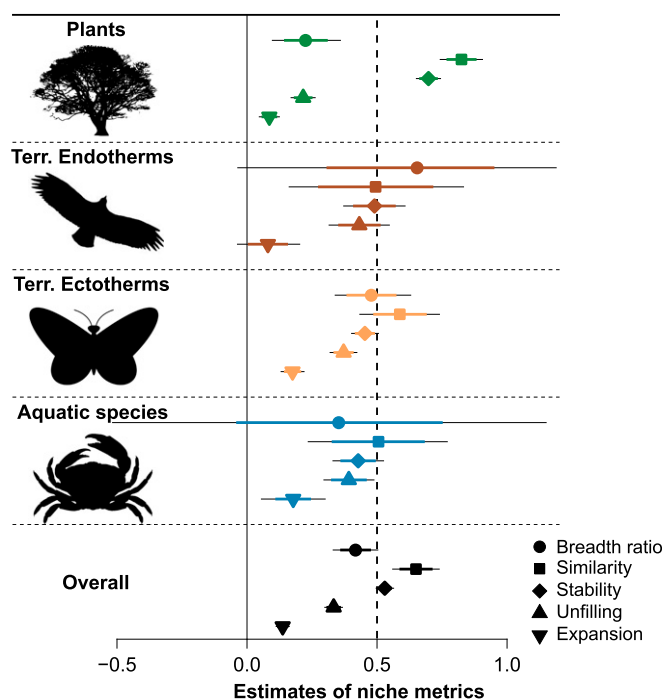 Plants
Terr. Endotherms
Terr. Ectotherms
Aquatic species
Overall
Breadth ratio
Similarity
Stability
Unfilling
Expansion
−0.5 0.0 0.5 1.0
Estimates of niche metrics